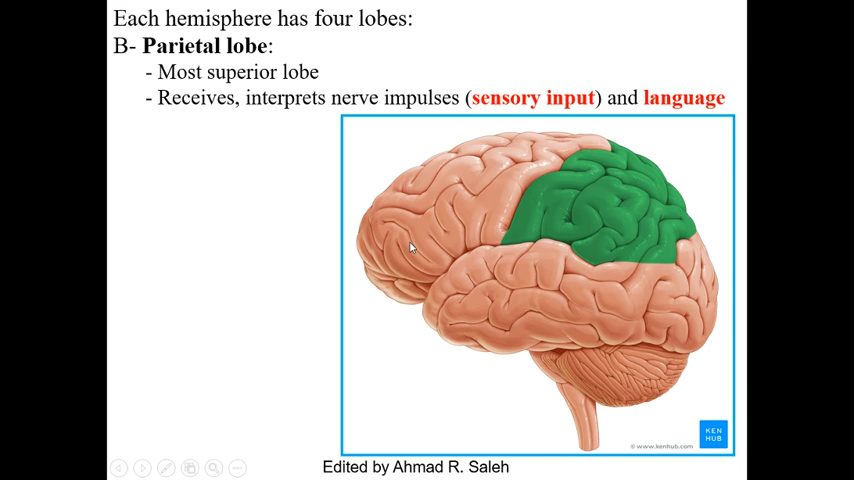 Each hemisphere has four lobes:
B- Parietal lobe:
- Most superior lobe
- Receives, interprets nerve impulses (sensory input) and language
KEN
HUB
© www.kenhub.com
Edited by Ahmad R. Saleh